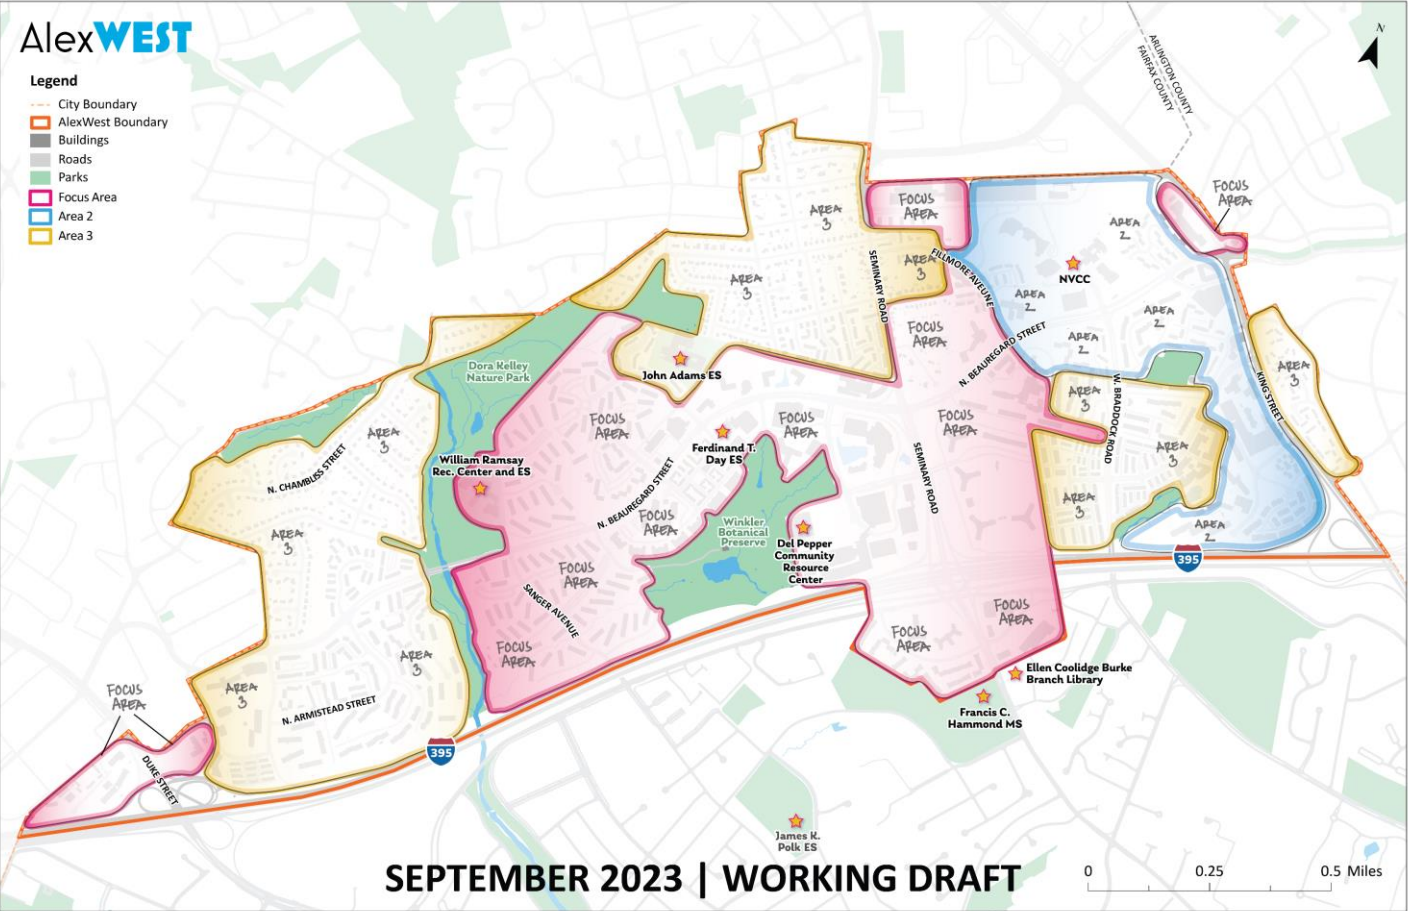 AlexWEST
Legend
City Boundary
AlexWest Boundary
Buildings
Roads
Parks
Focus Area
Area 2
Area 3
N
ARLINGTON COUNTY
FAIRFAX COUNTY
FOCUS
AREA
FOCUS
AREA
AREA
3
AREA
2
SEMINARY ROAD
AREA
3
FILLMORE AVEUNE
NVCC
AREA
3
AREA
2
AREA
2
FOCUS
AREA
N. BEAUREGARD STREET
AREA
2
Dora Kelley
Nature Park
John Adams ES
AREA
3
KING STREET
AREA
3
W. BRADDOCK ROAD
FOCUS
AREA
FOCUS
AREA
FOCUS
AREA
AREA
3
N. CHAMBLISS STREET
Ferdinand T.
Day ES
AREA
3
William Ramsay
Rec. Center and ES
N. BEAUREGARD STREET
SEMINARY ROAD
AREA
3
FOCUS
AREA
Winkler
Botanical
Preserve
AREA
2
AREA
3
Del Pepper
Community
Resource
Center
395
FOCUS
AREA
SANGER AVENUE
FOCUS
AREA
FOCUS
AREA
FOCUS
AREA
AREA
3
Ellen Coolidge Burke
Branch Library
AREA
3
FOCUS
AREA
N. ARMISTEAD STREET
Francis C.
Hammond MS
395
DUKE STREET
James K.
Polk ES
SEPTEMBER 2023 | WORKING DRAFT
0 0.25 0.5 Miles